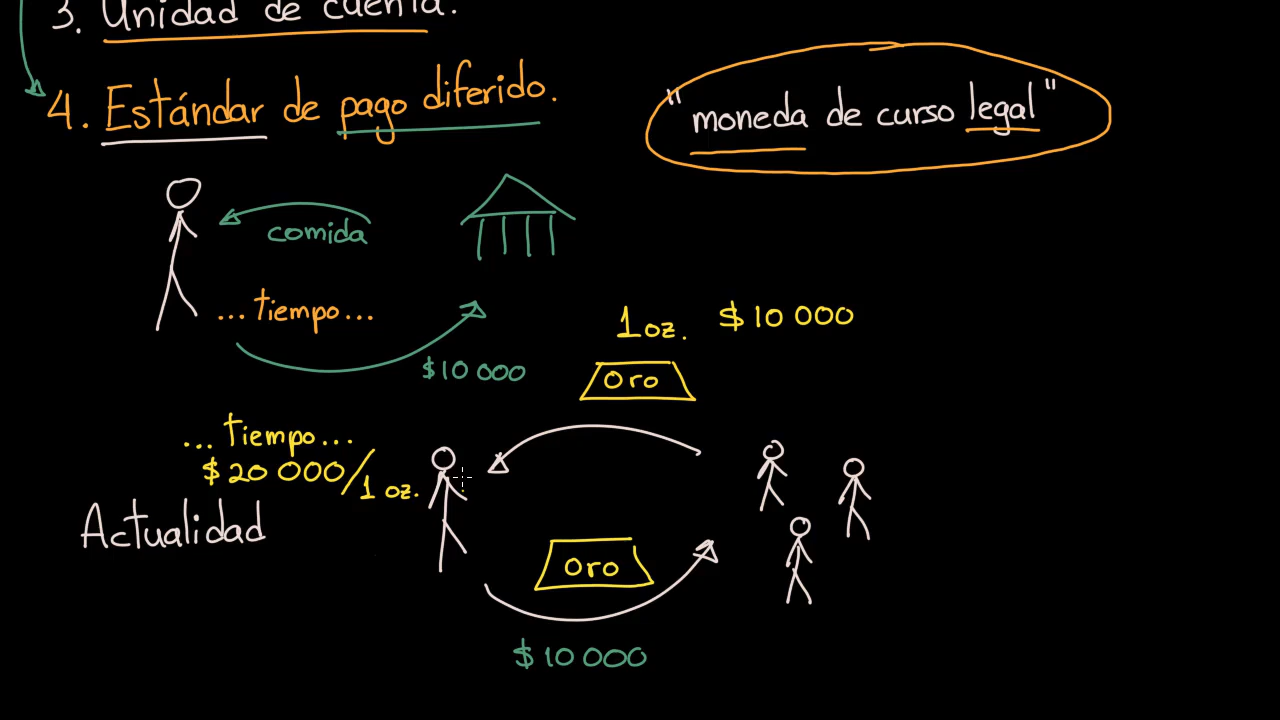 3. Unidad de cuenta.
4. Estándar de pago diferido.
"moneda de curso legal"
comida
...tiempo...
$10 000
1 oz. $10 000
Oro
...tiempo...
$20 000/1 oz.
Actualidad
Oro
$10 000